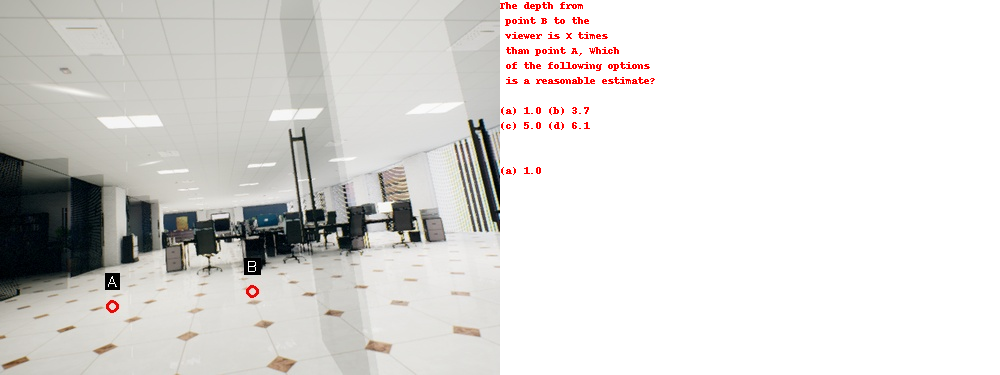 The depth from
point B to the
viewer is X times
than point A, Which
of the following options
is a reasonable estimate?
(a) 1.0 (b) 3.7
(c) 5.0 (d) 6.1
(a) 1.0
A
B